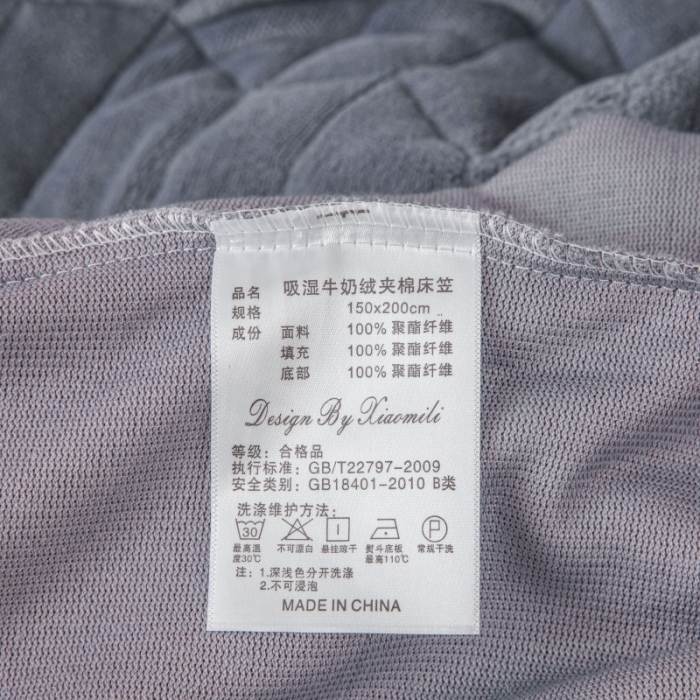 品名 吸湿牛奶绒夹棉床笠
规格 150x200cm
成份 面料 100% 聚酯纤维
填充 100% 聚酯纤维
底部 100% 聚酯纤维
Design By Xiaomili
等级：合格品
执行标准：GB/T22797-2009
安全类别：GB18401-2010 B类
洗涤维护方法：
30 P
最高温度30℃ 不可漂白 悬挂晾干 熨斗底板最高110℃ 常规干洗
注：1.深浅色分开洗涤
2.不可浸泡
MADE IN CHINA